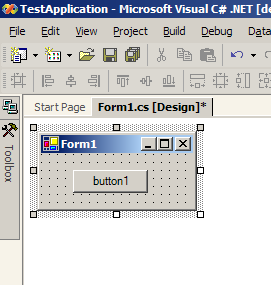 TestApplication - Microsoft Visual C# .NET [de
File Edit View Project Build Debug Data
Start Page Form1.cs [Design]*
Toolbox
Form1
button1